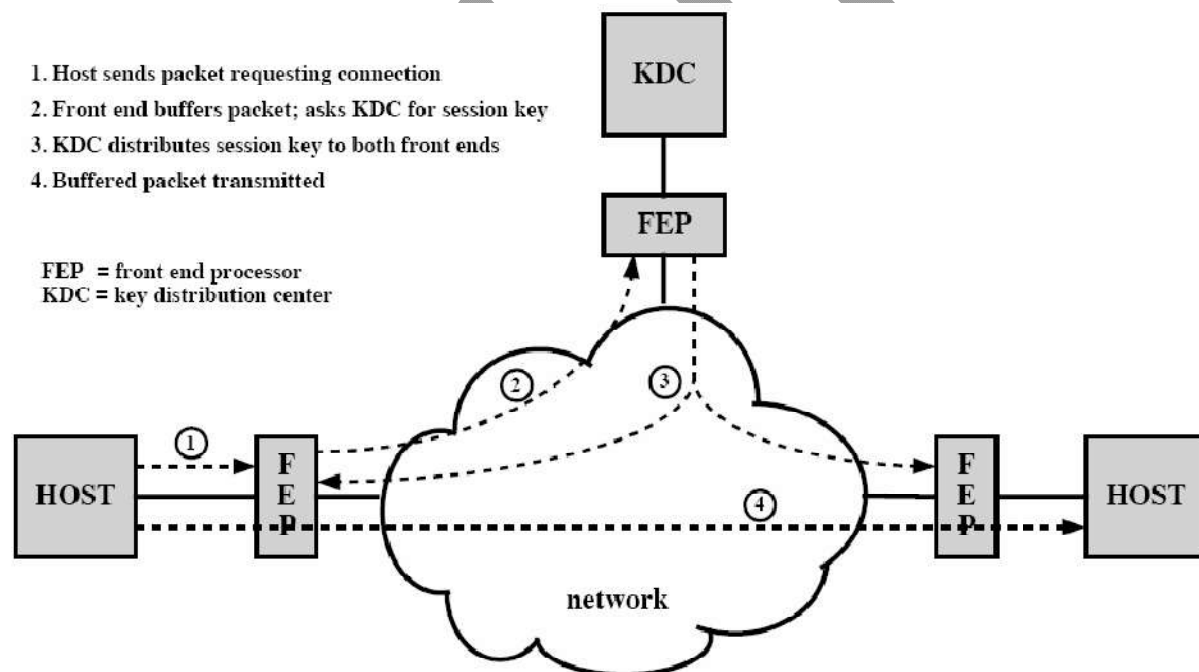 1. Host sends packet requesting connection
2. Front end buffers packet; asks KDC for session key
3. KDC distributes session key to both front ends
4. Buffered packet transmitted
FEP = front end processor
KDC = key distribution center
KDC
FEP
2
3
1
HOST
F
E
P
4
F
E
P
HOST
network